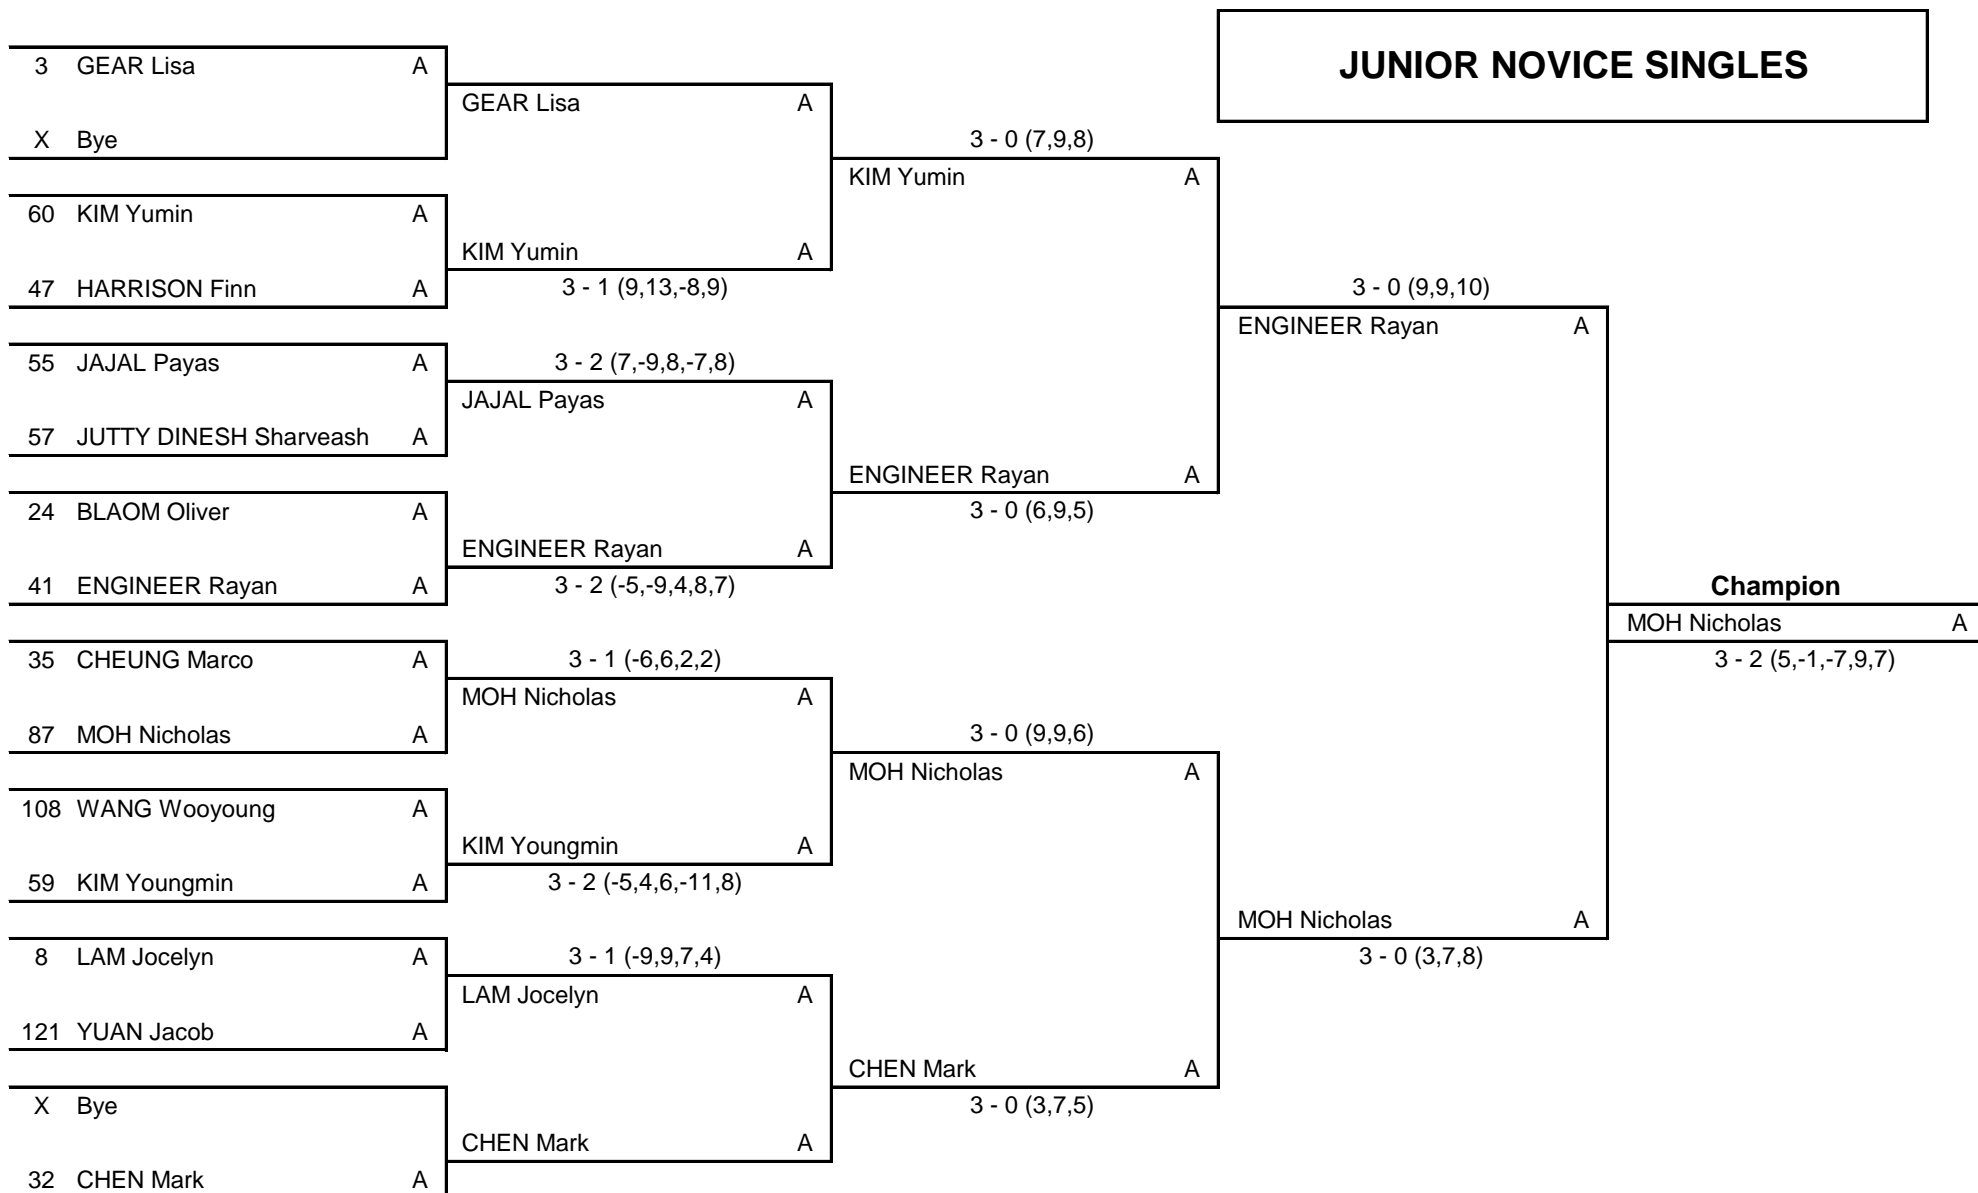 JUNIOR NOVICE SINGLES
3 GEAR Lisa A
GEAR Lisa A
X Bye 3 - 0 (7,9,8)
KIM Yumin A
60 KIM Yumin A
KIM Yumin A
47 HARRISON Finn A 3 - 1 (9,13,-8,9) 3 - 0 (9,9,10)
ENGINEER Rayan A
55 JAJAL Payas A 3 - 2 (7,-9,8,-7,8)
JAJAL Payas A
57 JUTTY DINESH Sharveash A
ENGINEER Rayan A
24 BLAOM Oliver A 3 - 0 (6,9,5)
ENGINEER Rayan A
41 ENGINEER Rayan A 3 - 2 (-5,-9,4,8,7) Champion
MOH Nicholas A
35 CHEUNG Marco A 3 - 1 (-6,6,2,2) 3 - 2 (5,-1,-7,9,7)
MOH Nicholas A
87 MOH Nicholas A 3 - 0 (9,9,6)
MOH Nicholas A
108 WANG Wooyoung A
KIM Youngmin A
59 KIM Youngmin A 3 - 2 (-5,4,6,-11,8)
MOH Nicholas A
8 LAM Jocelyn A 3 - 1 (-9,9,7,4) 3 - 0 (3,7,8)
LAM Jocelyn A
121 YUAN Jacob A
CHEN Mark A
X Bye 3 - 0 (3,7,5)
CHEN Mark A
32 CHEN Mark A